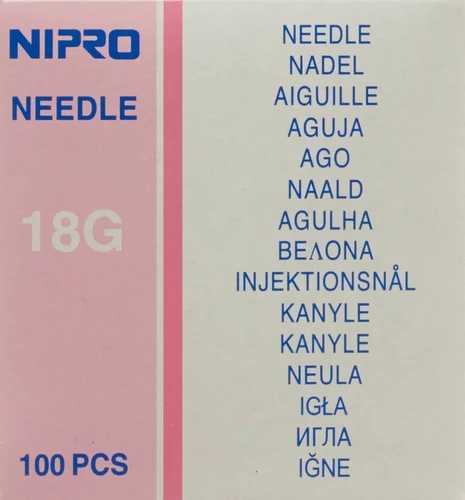 NIPRO
NEEDLE
18G
100 PCS
NEEDLE
NADEL
AIGUILLE
AGUJA
AGO
NAALD
AGULHA
ΒΕΛΟΝΑ
INJEKTIONSNÅL
KANYLE
KANYLE
NEULA
IGŁA
ИГЛА
IĞNE